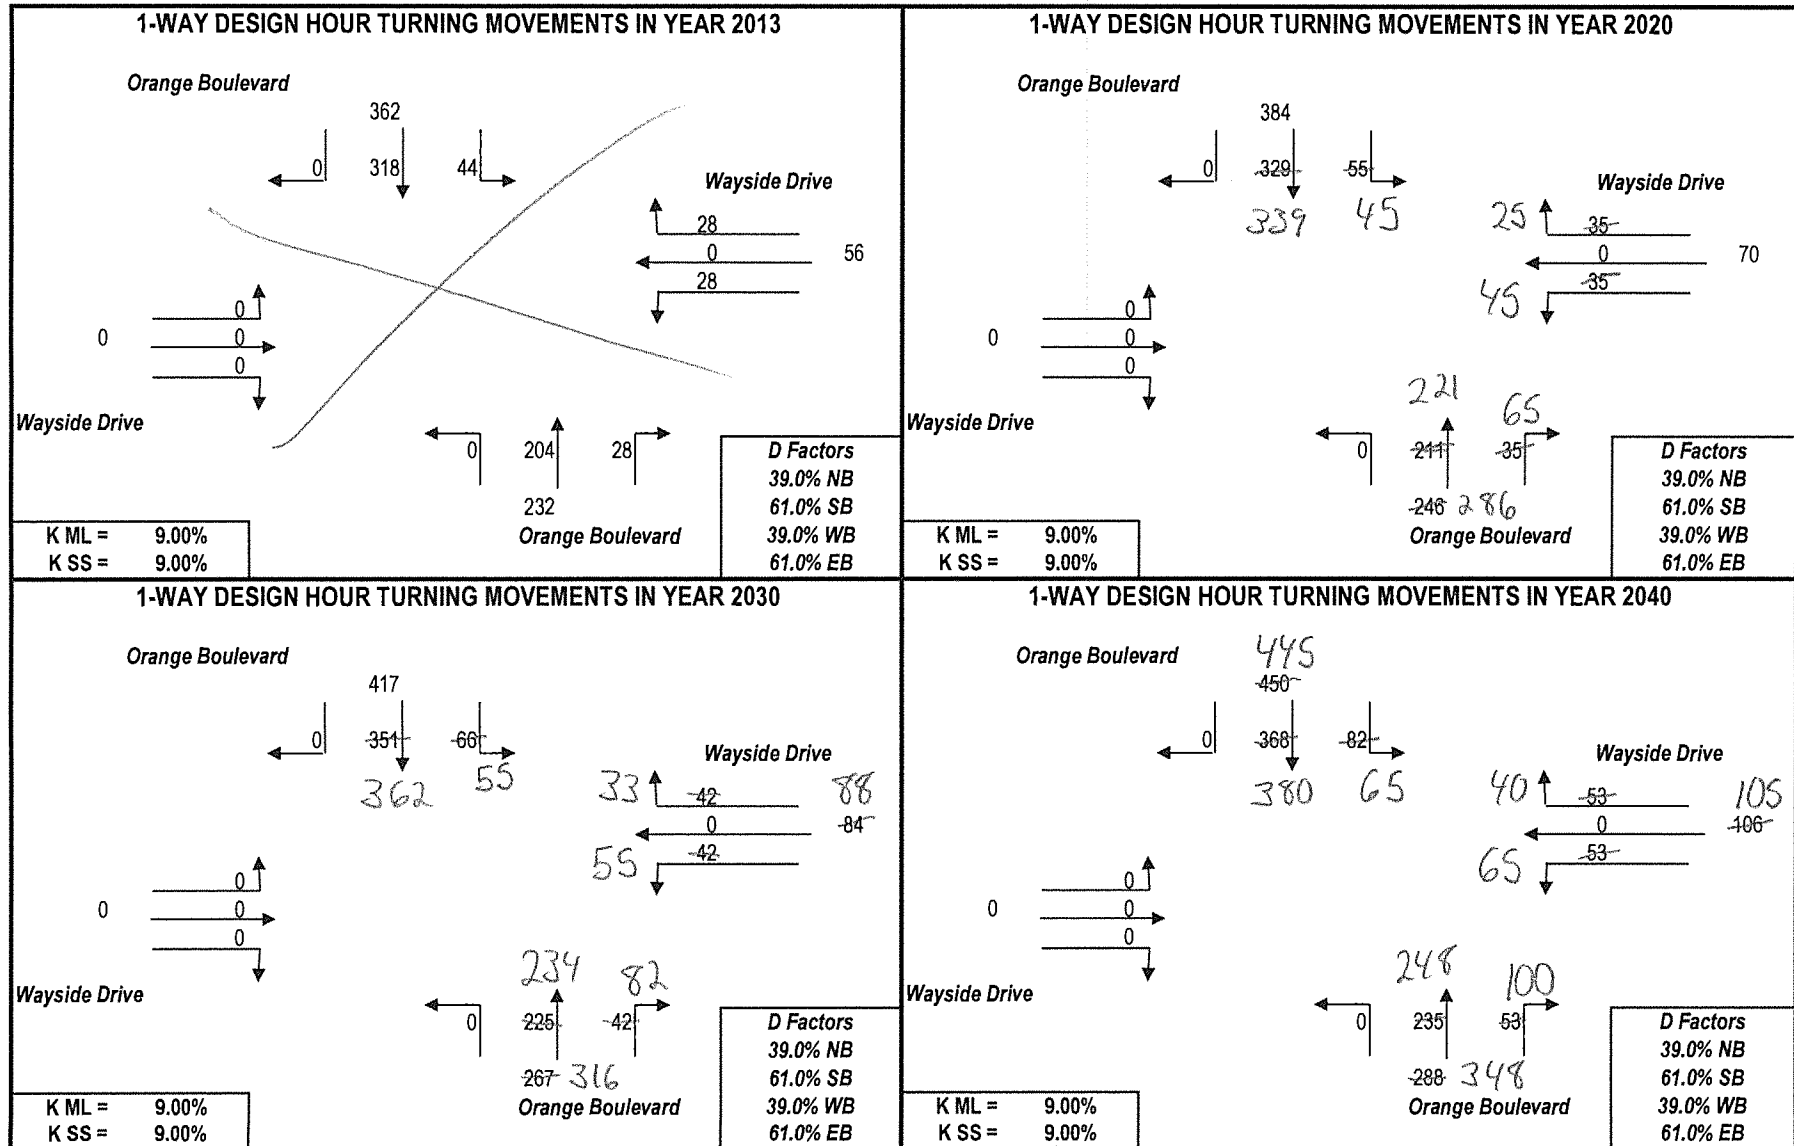 1-WAY DESIGN HOUR TURNING MOVEMENTS IN YEAR 2013
Orange Boulevard
362
0 318 44
Wayside Drive
28
0 56
28
0
0 0
0
Wayside Drive
0 204 28
232
Orange Boulevard
K ML = 9.00%
K SS = 9.00%
D Factors
39.0% NB
61.0% SB
39.0% WB
61.0% EB
1-WAY DESIGN HOUR TURNING MOVEMENTS IN YEAR 2020
Orange Boulevard
384
0 329 55
339 45
Wayside Drive
25 35
0 70
45 35
0
0 0
0
Wayside Drive
221 65
0 211 35
246 286
Orange Boulevard
K ML = 9.00%
K SS = 9.00%
D Factors
39.0% NB
61.0% SB
39.0% WB
61.0% EB
1-WAY DESIGN HOUR TURNING MOVEMENTS IN YEAR 2030
Orange Boulevard
417
0 351 66
362 55
Wayside Drive
33 42 88
0 84
55 42
0
0 0
0
Wayside Drive
234 82
0 225 42
267 316
Orange Boulevard
K ML = 9.00%
K SS = 9.00%
D Factors
39.0% NB
61.0% SB
39.0% WB
61.0% EB
1-WAY DESIGN HOUR TURNING MOVEMENTS IN YEAR 2040
Orange Boulevard
445
450
0 368 82
380 65
Wayside Drive
40 53 105
0 106
65 53
0
0 0
0
Wayside Drive
248 100
0 235 53
288 348
Orange Boulevard
K ML = 9.00%
K SS = 9.00%
D Factors
39.0% NB
61.0% SB
39.0% WB
61.0% EB